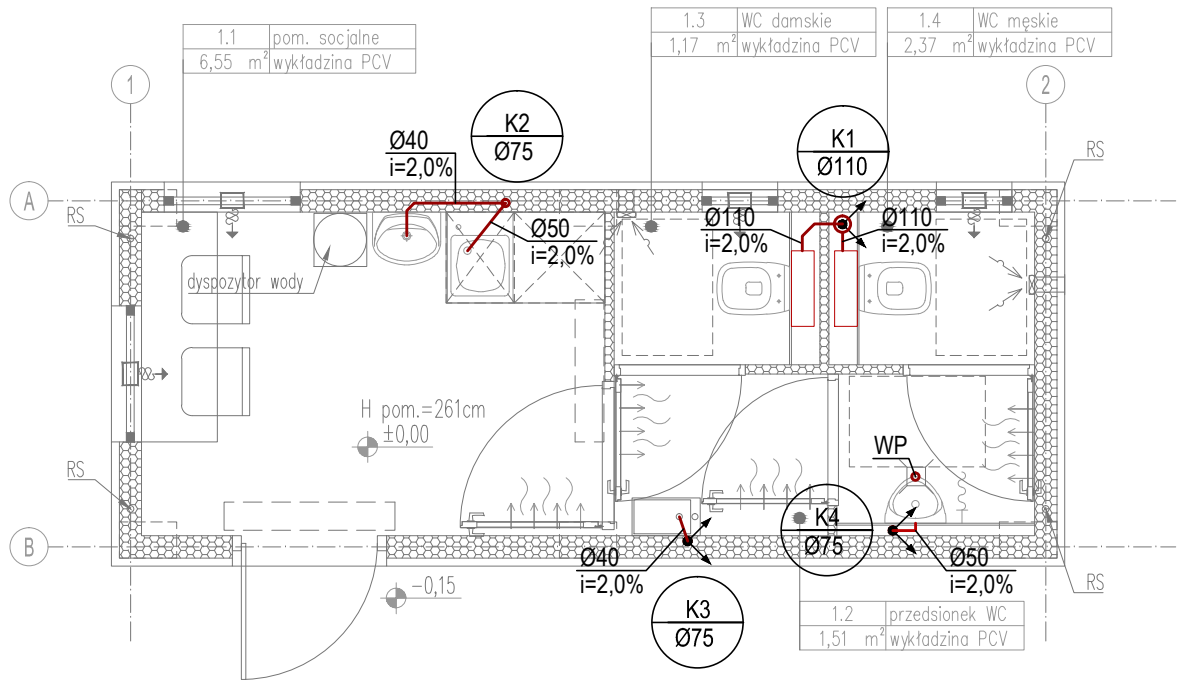 1.1 pom. socjalne
6,55 m² wykładzina PCV
1.3 WC damskie
1,17 m² wykładzina PCV
1.4 WC męskie
2,37 m² wykładzina PCV
1
2
K2
Ø75
K1
Ø110
Ø40
i=2,0%
RS
A
RS
Ø50
i=2,0%
Ø110
i=2,0%
Ø110
i=2,0%
dyspozytor wody
H pom.=261cm
±0,00
WP
RS
K4
Ø75
B
Ø40
i=2,0%
Ø50
i=2,0%
RS
-0,15
K3
Ø75
1.2 przedsionek WC
1,51 m² wykładzina PCV